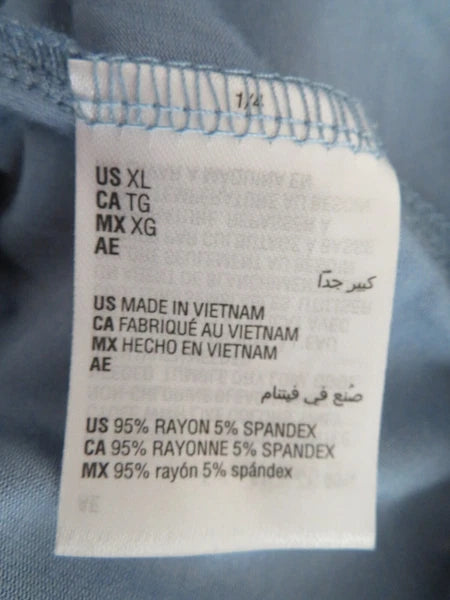 1/4
US XL
CA TG
MX XG
AE
كبير جدًا
US MADE IN VIETNAM
CA FABRIQUÉ AU VIETNAM
MX HECHO EN VIETNAM
AE
صُنع في فيتنام
US 95% RAYON 5% SPANDEX
CA 95% RAYONNE 5% SPANDEX
MX 95% rayón 5% spándex